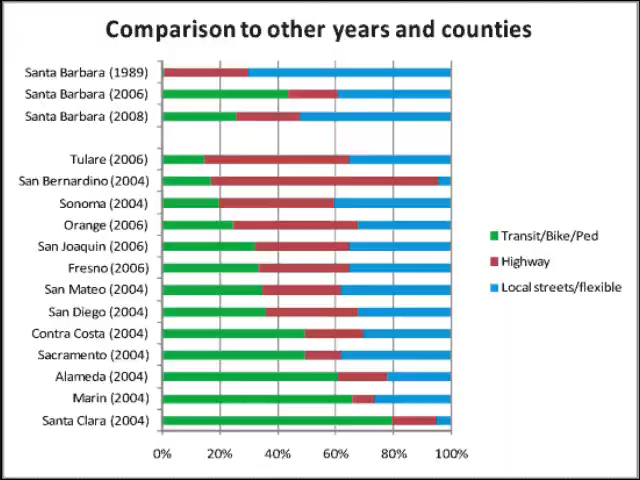 Comparison to other years and counties
Santa Barbara (1989)
Santa Barbara (2006)
Santa Barbara (2008)
Tulare (2006)
San Bernardino (2004)
Sonoma (2004)
Orange (2006)
San Joaquin (2006)
Fresno (2006)
San Mateo (2004)
San Diego (2004)
Contra Costa (2004)
Sacramento (2004)
Alameda (2004)
Marin (2004)
Santa Clara (2004)
0% 20% 40% 60% 80% 100%
Transit/Bike/Ped
Highway
Local streets/flexible